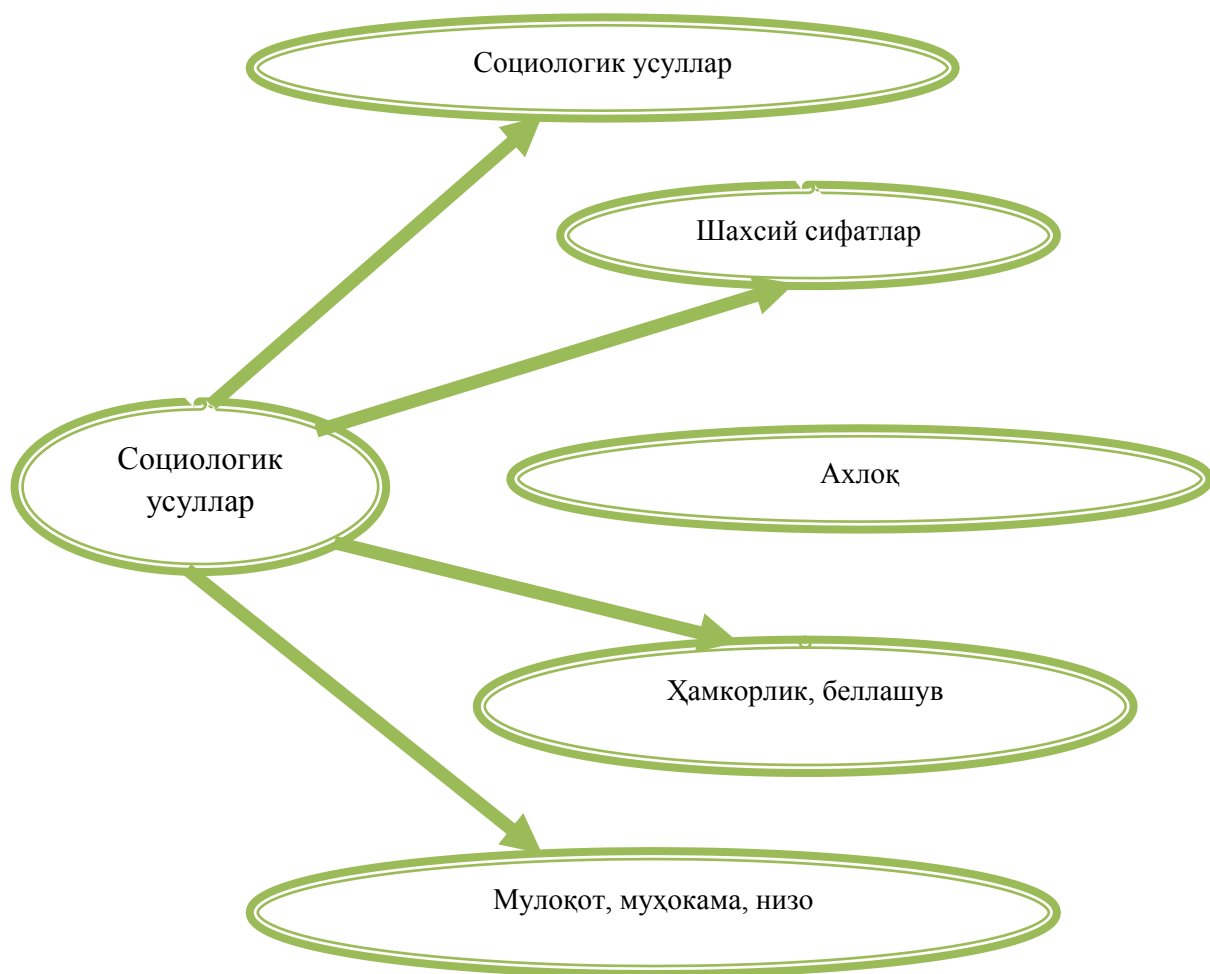 Социологик усуллар
Шахсий сифатлар
Социологик
усуллар
Ахлоқ
Ҳамкорлик, беллашув
Мулоқот, муҳокама, низо